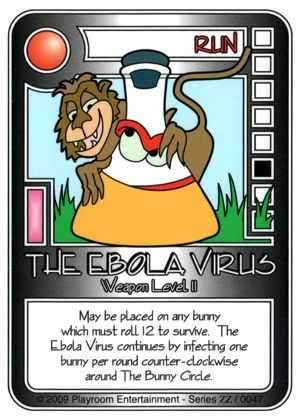 RUN
THE EBOLA VIRUS
Weapon Level 11
May be placed on any bunny
which must roll 12 to survive. The
Ebola Virus continues by infecting one
bunny per round counter-clockwise
around The Bunny Circle.
© 2009 Playroom Entertainment - Series ZZ / 0047